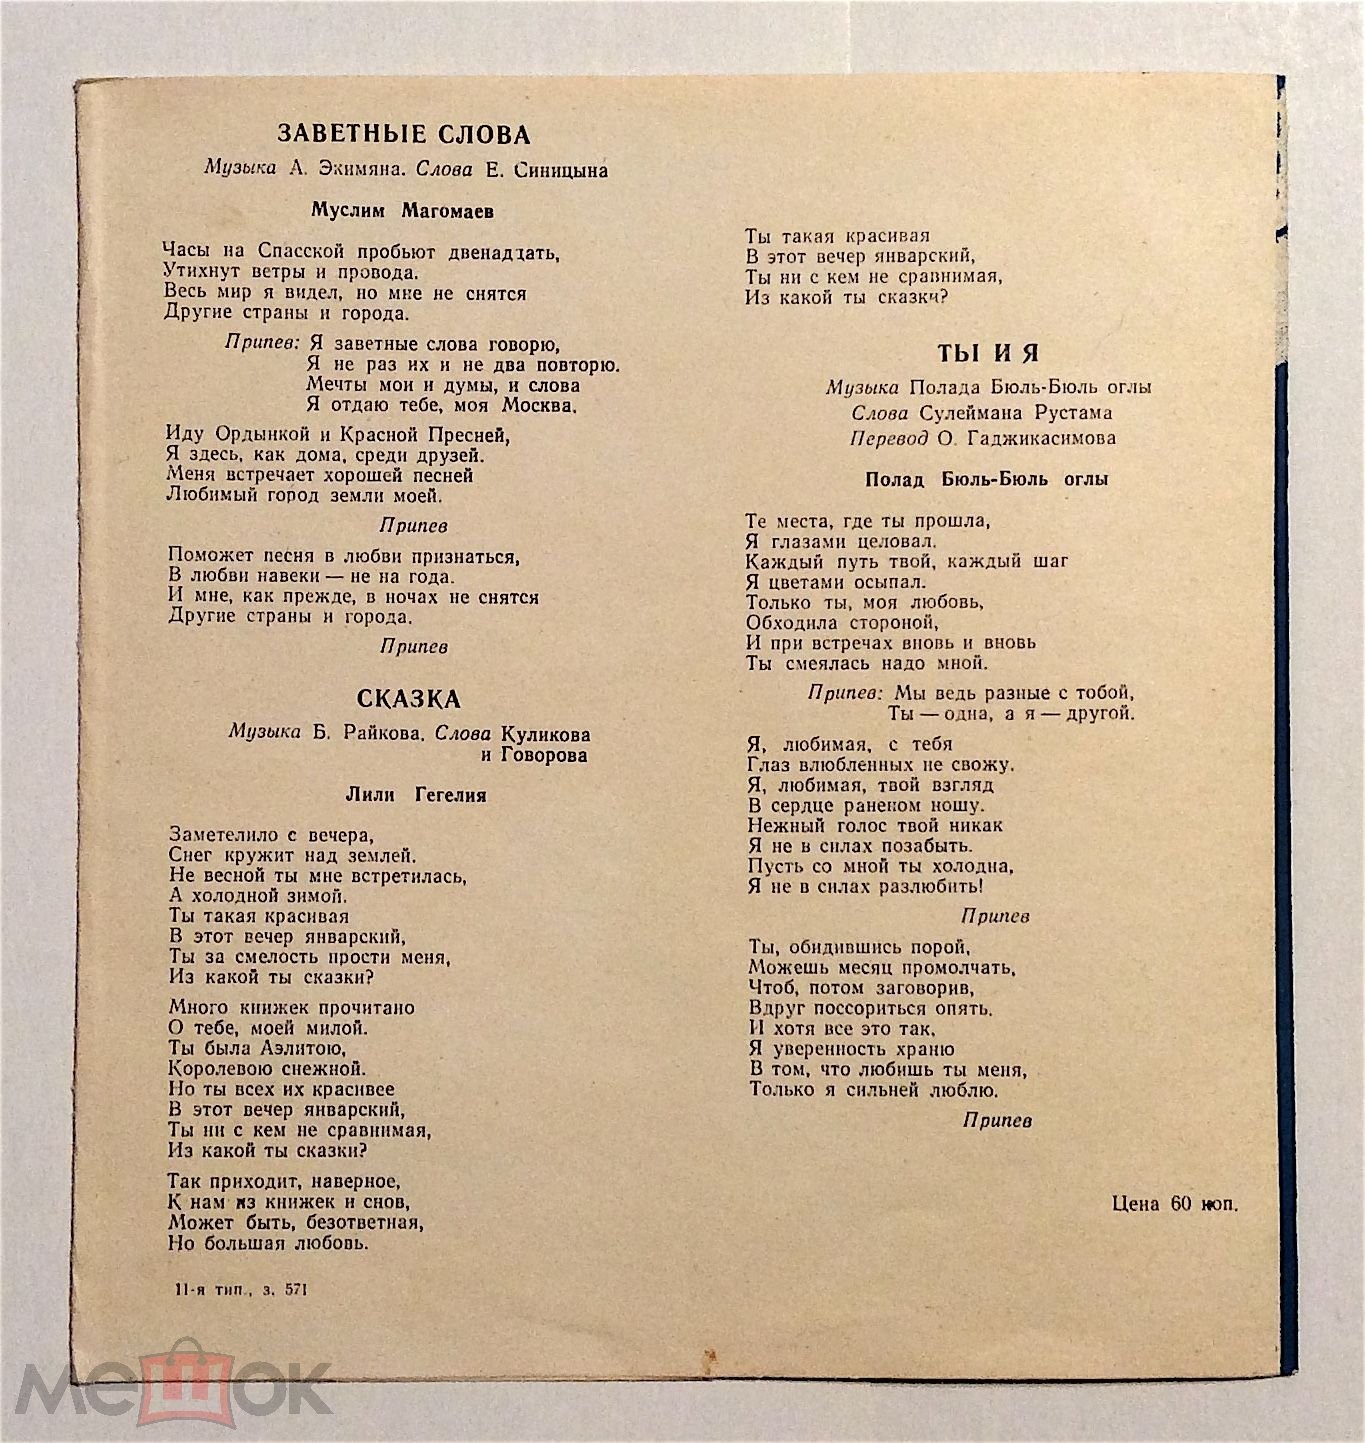 ЗАВЕТНЫЕ СЛОВА
Музыка А. Экимяна. Слова Е. Синицына
Муслим Магомаев
Часы на Спасской пробьют двенадцать,
Утихнут ветры и провода.
Весь мир я видел, но мне не снятся
Другие страны и города.
Припев: Я заветные слова говорю,
Я не раз их и не два повторю.
Мечты мои и думы, и слова
Я отдаю тебе, моя Москва.
Иду Ордынкой и Красной Пресней,
Я здесь, как дома, среди друзей.
Меня встречает хорошей песней
Любимый город земли моей.
Припев
Поможет песня в любви признаться,
В любви навеки — не на года.
И мне, как прежде, в ночах не снятся
Другие страны и города.
Припев
СКАЗКА
Музыка Б. Райкова. Слова Куликова
и Говорова
Лили Гегелия
Заметелило с вечера,
Снег кружит над землей.
Не весной ты мне встретилась,
А холодной зимой.
Ты такая красивая
В этот вечер январский,
Ты за смелость прости меня,
Из какой ты сказки?
Много книжек прочитано
О тебе, моей милой.
Ты была Аэлитою,
Королевою снежной.
Но ты всех их красивее
В этот вечер январский,
Ты ни с кем не сравнимая,
Из какой ты сказки?
Так приходит, наверное,
К нам из книжек и снов,
Может быть, безответная,
Но большая любовь.
11-я тип., з. 571
Ты такая красивая
В этот вечер январский,
Ты ни с кем не сравнимая,
Из какой ты сказки?
ТЫ И Я
Музыка Полада Бюль-Бюль оглы
Слова Сулеймана Рустама
Перевод О. Гаджикасимова
Полад Бюль-Бюль оглы
Те места, где ты прошла,
Я глазами целовал.
Каждый путь твой, каждый шаг
Я цветами осыпал.
Только ты, моя любовь,
Обходила стороной,
И при встречах вновь и вновь
Ты смеялась надо мной.
Припев: Мы ведь разные с тобой,
Ты — одна, а я — другой.
Я, любимая, с тебя
Глаз влюбленных не свожу.
Я, любимая, твой взгляд
В сердце раненом ношу.
Нежный голос твой никак
Я не в силах позабыть.
Пусть со мной ты холодна,
Я не в силах разлюбить!
Припев
Ты, обидившись порой,
Можешь месяц промолчать,
Чтоб, потом заговорив,
Вдруг поссориться опять.
И хотя все это так,
Я уверенность храню
В том, что любишь ты меня,
Только я сильней люблю.
Припев
Цена 60 коп.
мешок